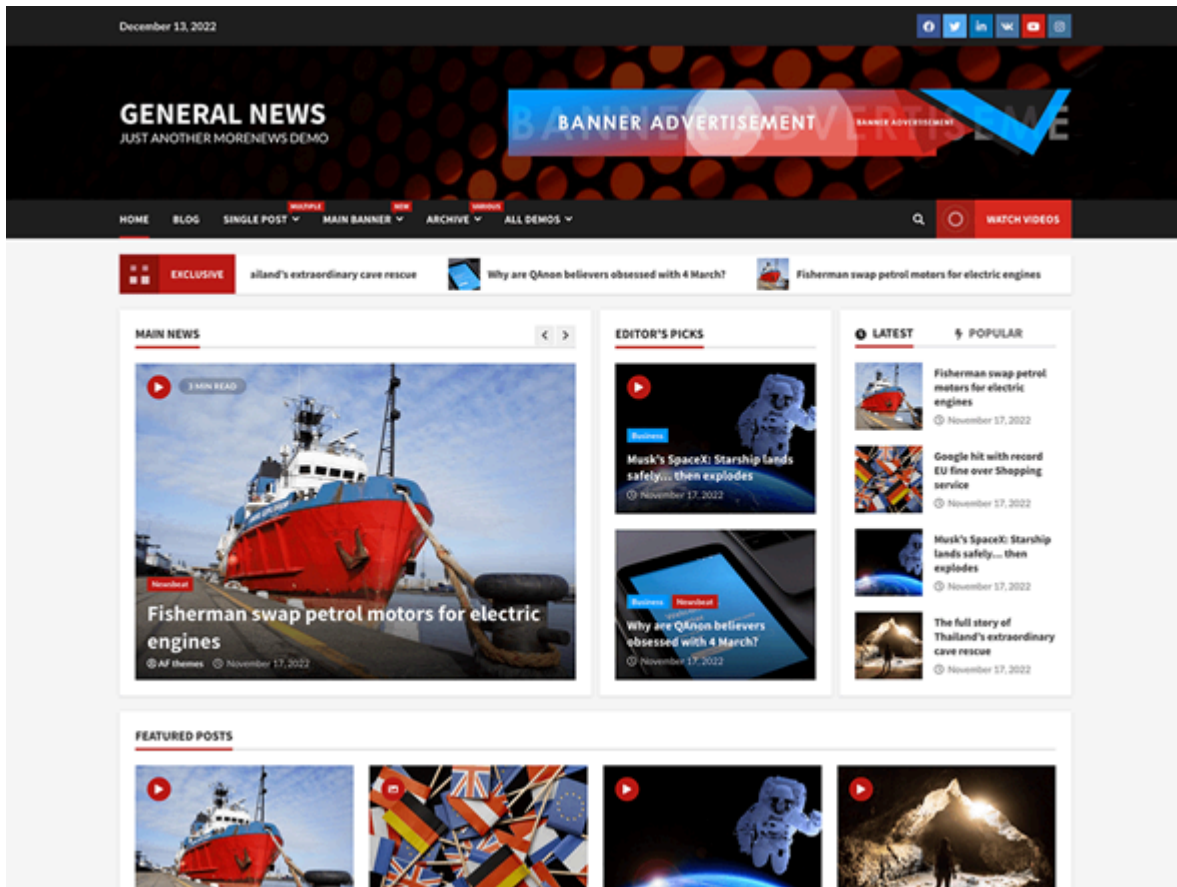 December 13, 2022
GENERAL NEWS
JUST ANOTHER MORENEWS DEMO
BANNER ADVERTISEMENT
BANNER ADVERTISEMENT
BANNER ADVERTISEME
MULTIPLE
NEW
VARIOUS
HOME BLOG SINGLE POST MAIN BANNER ARCHIVE ALL DEMOS WATCH VIDEOS
EXCLUSIVE ailand's extraordinary cave rescue Why are QAnon believers obsessed with 4 March? Fisherman swap petrol motors for electric engines
MAIN NEWS
3 MIN READ
Newsbeat
Fisherman swap petrol motors for electric
engines
AF themes November 17, 2022
EDITOR'S PICKS
Business
Musk's SpaceX: Starship lands
safely... then explodes
November 17, 2022
Business Newsbeat
Why are QAnon believers
obsessed with 4 March?
November 17, 2022
LATEST POPULAR
Fisherman swap petrol
motors for electric
engines
November 17, 2022
Google hit with record
EU fine over Shopping
service
November 17, 2022
Musk's SpaceX: Starship
lands safely... then
explodes
November 17, 2022
The full story of
Thailand's extraordinary
cave rescue
November 17, 2022
FEATURED POSTS